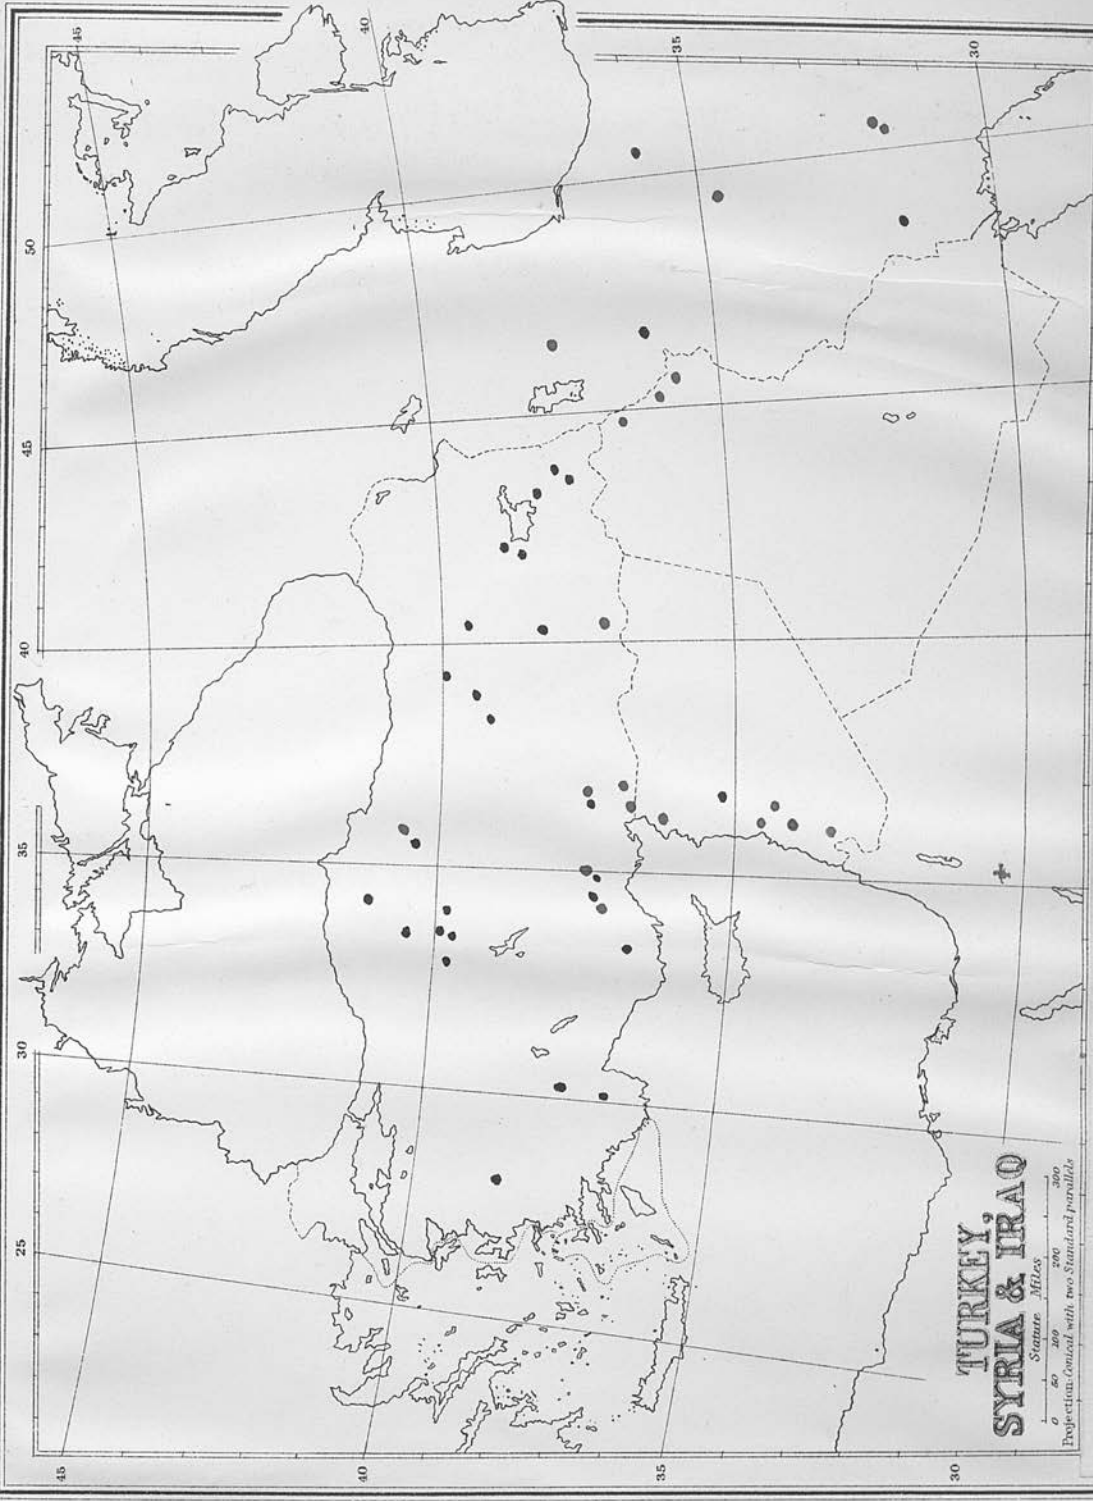 25 30 35 40 45 50
45 45
40 40
35 35
30 30
TURKEY,
SYRIA & IRAQ
Statute Miles
0 50 100 200 300
Projection: Conical with two Standard parallels